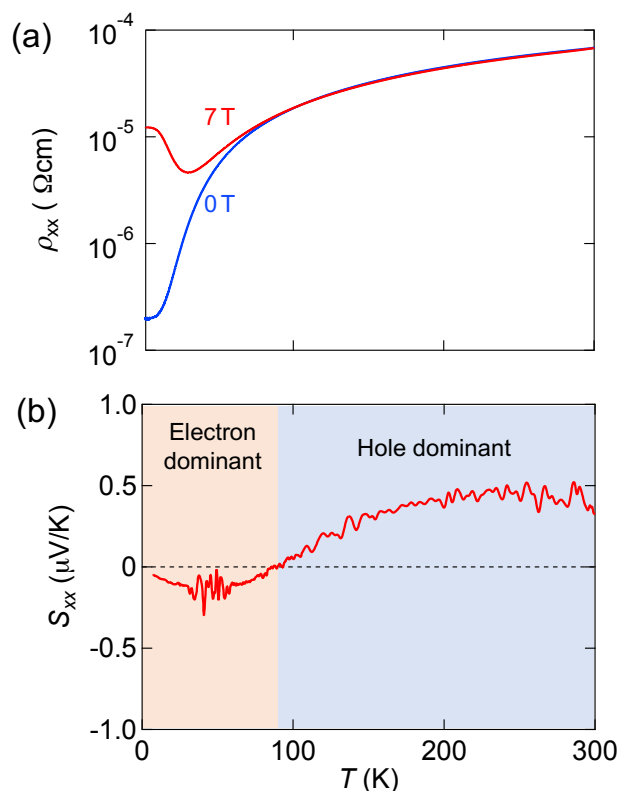 (a)
10⁻⁴
10⁻⁵
10⁻⁶
10⁻⁷
ρxx ( Ωcm)
7 T
0 T
(b)
1.0
0.5
0
-0.5
-1.0
Sxx (μV/K)
Electron
dominant
Hole dominant
0
100
200
300
T (K)